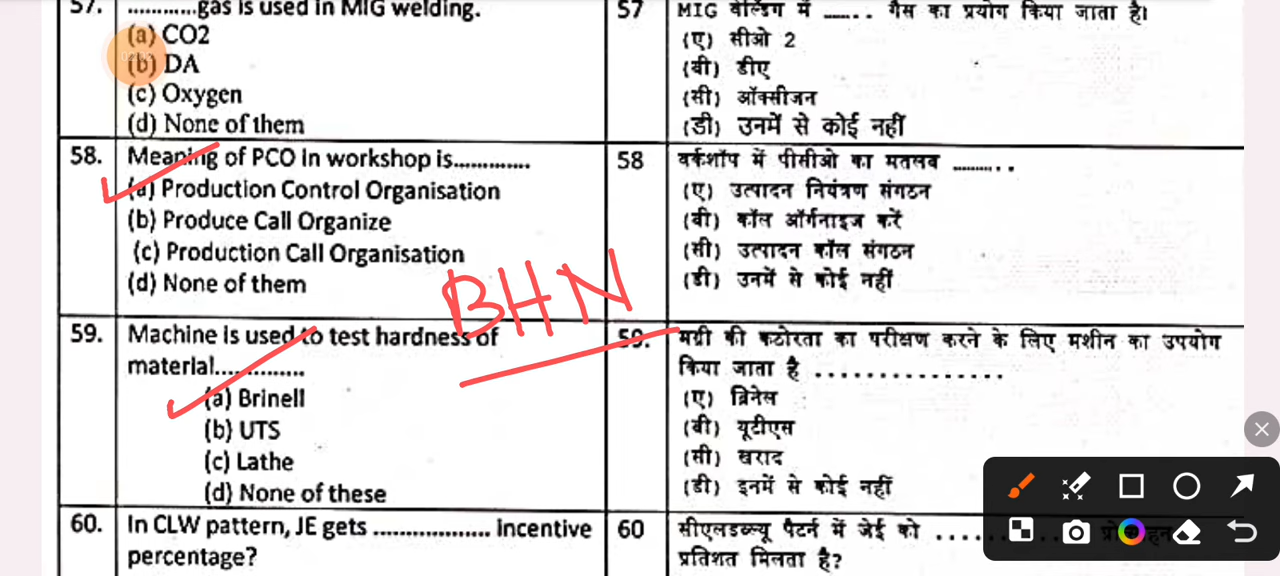 57. ............gas is used in MIG welding.
(a) CO2
(b) DA
(c) Oxygen
(d) None of them
58. Meaning of PCO in workshop is.............
(a) Production Control Organisation
(b) Produce Call Organize
(c) Production Call Organisation
(d) None of them
BHN
59. Machine is used to test hardness of
material.............
(a) Brinell
(b) UTS
(c) Lathe
(d) None of these
60. In CLW pattern, JE gets ................... incentive
percentage?
57 MIG वेल्डिंग में ........ गैस का प्रयोग किया जाता है।
(ए) सीओ 2
(बी) डीए
(सी) ऑक्सीजन
(डी) उनमें से कोई नहीं
58 वर्कशॉप में पीसीओ का मतलब ...........
(ए) उत्पादन नियंत्रण संगठन
(बी) कॉल ऑर्गनाइज करें
(सी) उत्पादन कॉल संगठन
(डी) उनमें से कोई नहीं
59. मग्री की कठोरता का परीक्षण करने के लिए मशीन का उपयोग
किया जाता है ...............
(ए) ब्रिनेल
(बी) यूटीएस
(सी) खराद
(डी) इनमें से कोई नहीं
60 सीएलडब्ल्यू पैटर्न में जेई को ......
प्रतिशत मिलता है?